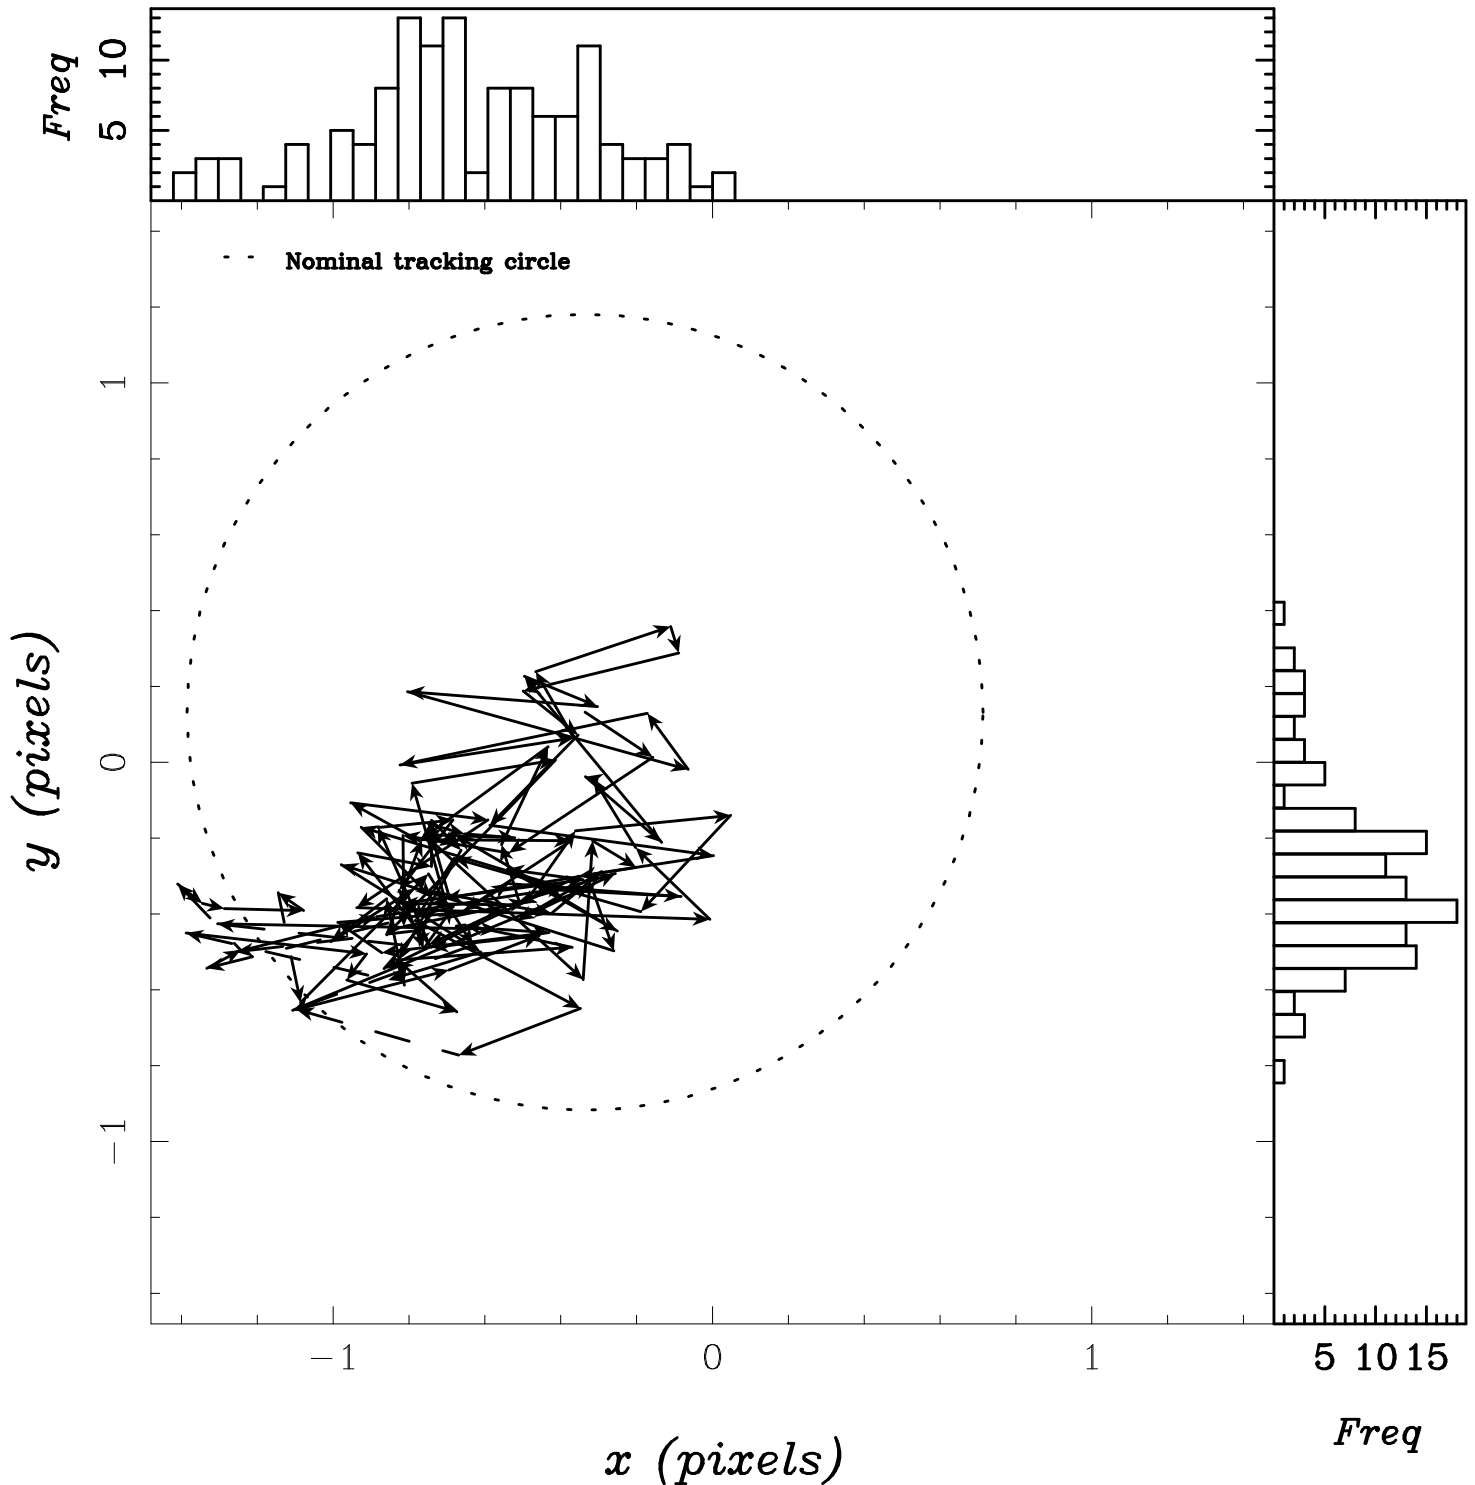 Freq
10
5
Nominal tracking circle
1
0
−1
y (pixels)
−1 0 1
x (pixels)
5 10 15
Freq